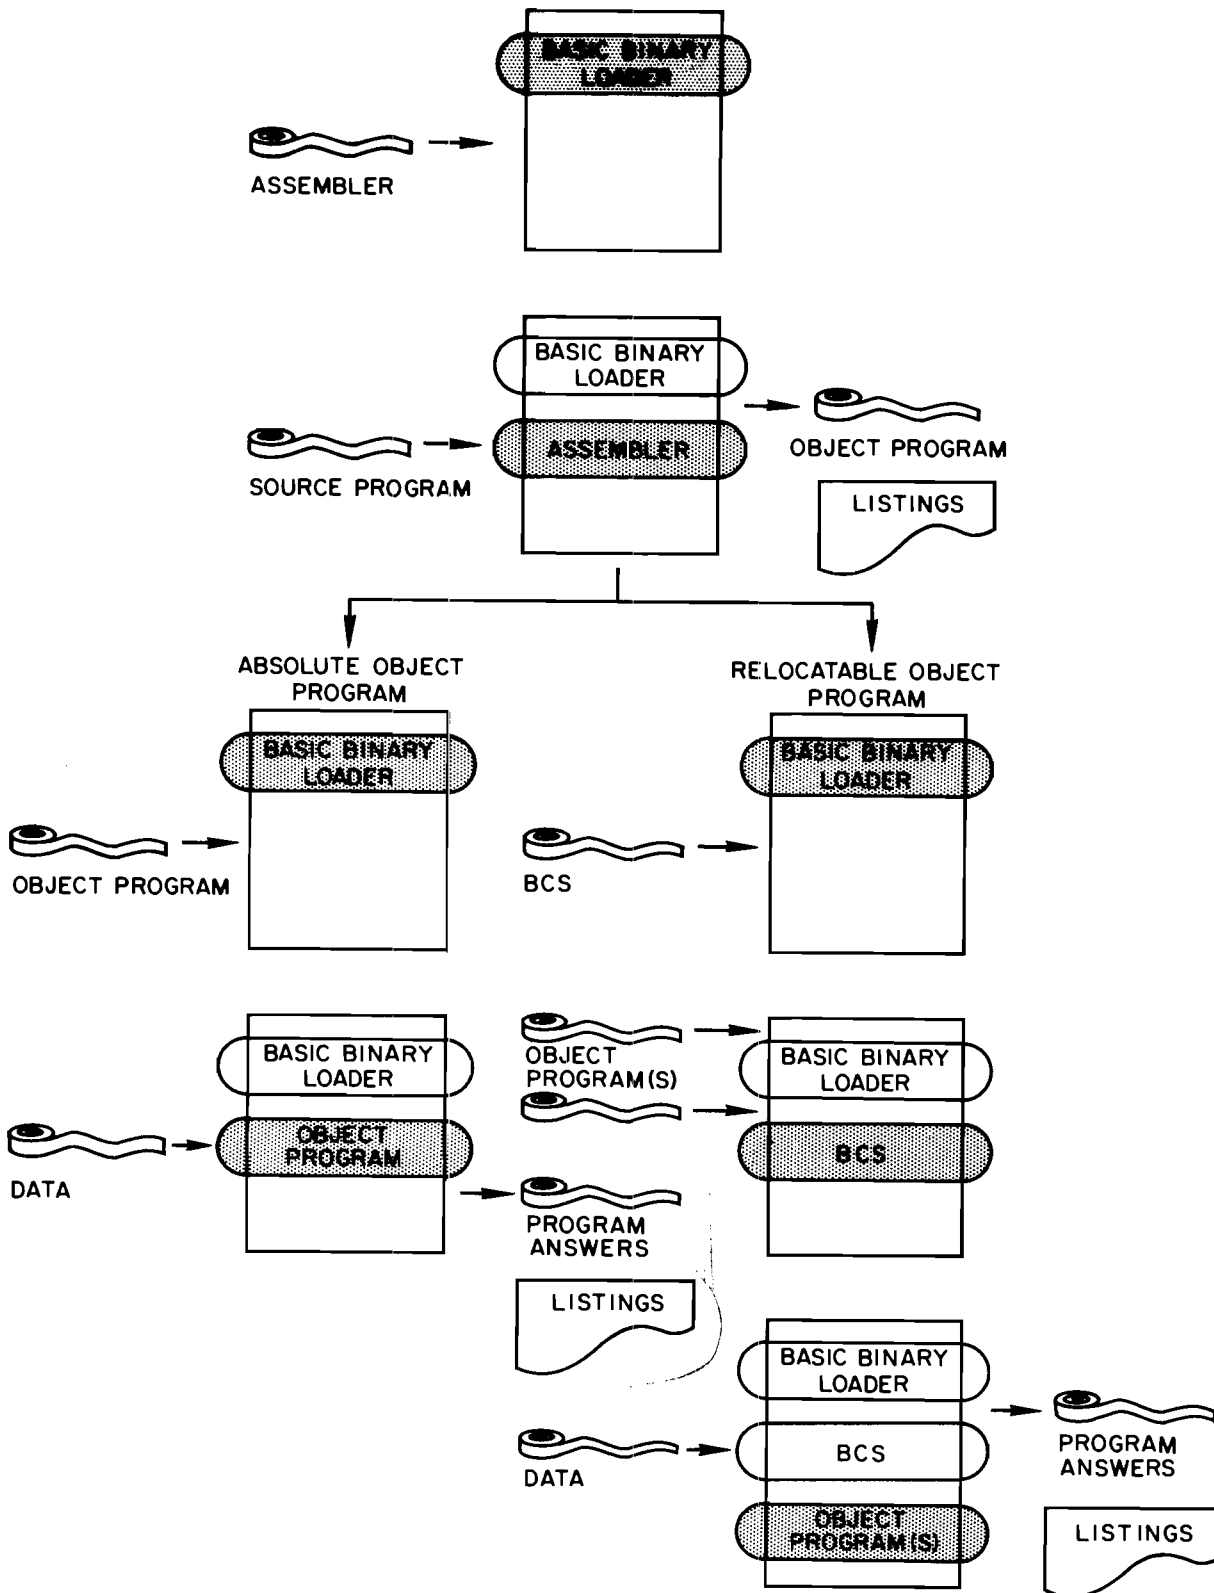 BASIC BINARY
LOADER
ASSEMBLER
BASIC BINARY
LOADER
ASSEMBLER
SOURCE PROGRAM
OBJECT PROGRAM
LISTINGS
ABSOLUTE OBJECT
PROGRAM
RELOCATABLE OBJECT
PROGRAM
BASIC BINARY
LOADER
BASIC BINARY
LOADER
OBJECT PROGRAM
BCS
BASIC BINARY
LOADER
OBJECT
PROGRAM
DATA
OBJECT
PROGRAM(S)
BASIC BINARY
LOADER
BCS
PROGRAM
ANSWERS
LISTINGS
BASIC BINARY
LOADER
BCS
DATA
OBJECT
PROGRAM(S)
PROGRAM
ANSWERS
LISTINGS